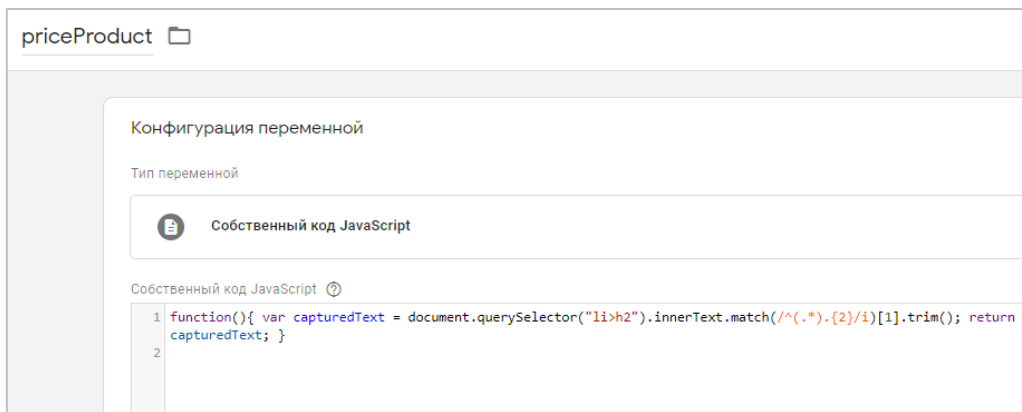 priceProduct
Конфигурация переменной
Тип переменной
Собственный код JavaScript
Собственный код JavaScript
1 function(){ var capturedText = document.querySelector("li>h2").innerText.match(/^(.*).{2}/i)[1].trim(); return
capturedText; }
2